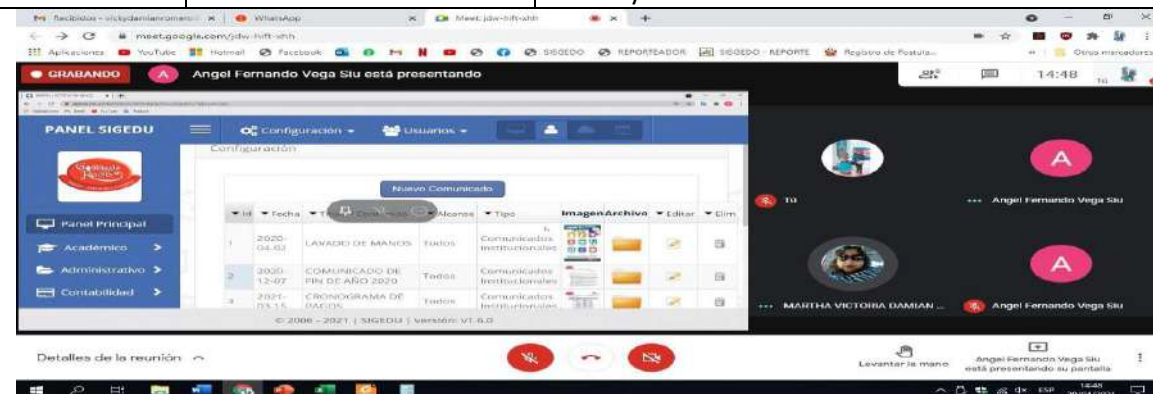 Recibidos - vickydamianromero
WhatsApp
Meet: jdw-hift-xhh
meet.google.com/jdw-hift-xhh
Aplicaciones YouTube Hotmail Facebook SISGEDO REPORTEADOR SISGEDO - REPORTE Registro de Postula... Otros marcadores
GRABANDO A Angel Fernando Vega Siu está presentando 14:48 TÚ
PANEL SIGEDU Configuración Usuarios
Configuración
Nuevo Comunicado
Id Fecha Alcance Tipo Imagen Archivo Editar Elim
1 2020-04-02 LAVADO DE MANOS Todos Comunicados Institucionales
2 2020-12-07 COMUNICADO DE FIN DE AÑO 2020 Todos Comunicados Institucionales
3 2021-03-15 CRONOGRAMA DE PAGOS Todos Comunicados Institucionales
Panel Principal
Académico
Administrativo
Contabilidad
© 2006 - 2021 | SIGEDU | versión: V1.6.0
Tú
A
Angel Fernando Vega Siu
MARTHA VICTORIA DAMIAN ...
A
Angel Fernando Vega Siu
Detalles de la reunión
Levantar la mano
Angel Fernando Vega Siu
está presentando su pantalla
ESP
14:48